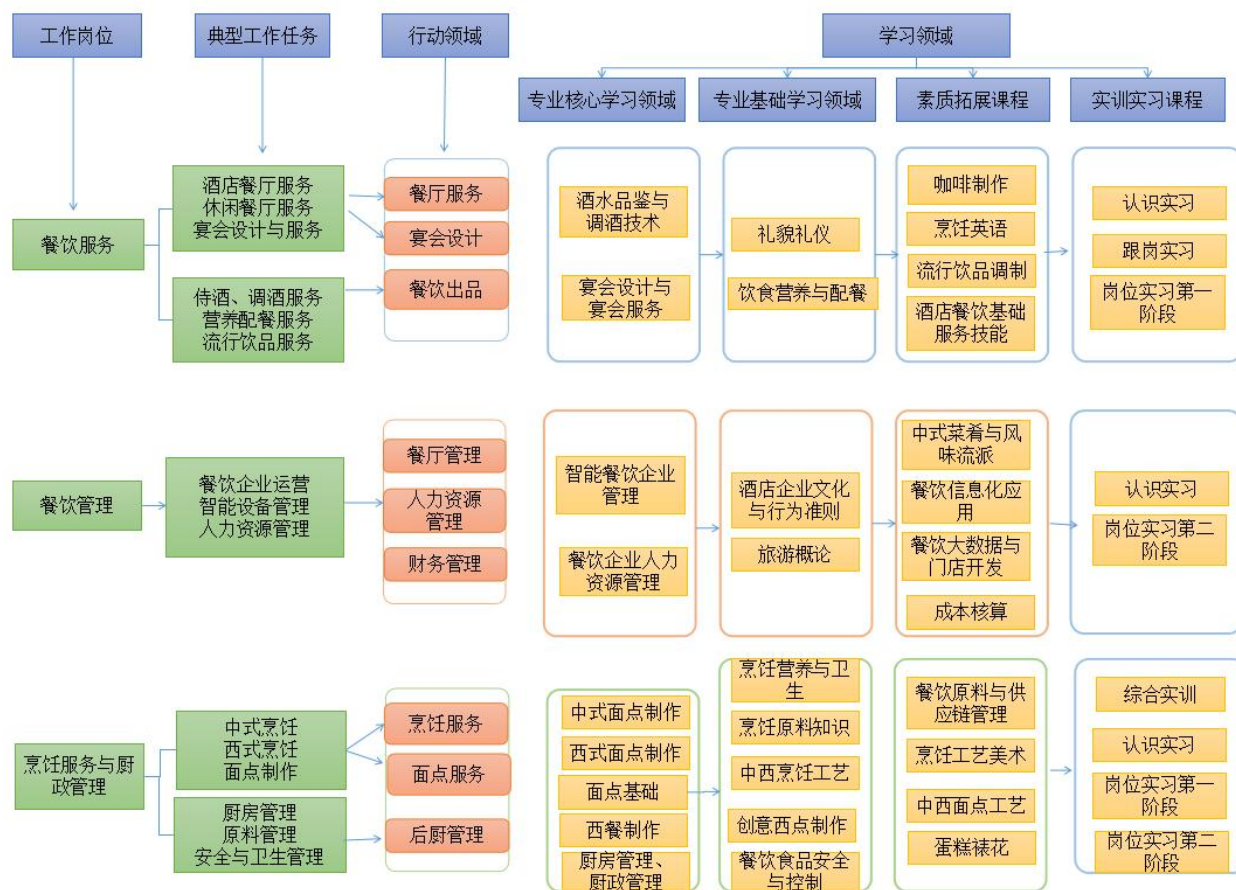 工作岗位
典型工作任务
行动领域
学习领域
专业核心学习领域
专业基础学习领域
素质拓展课程
实训实习课程
餐饮服务
酒店餐厅服务
休闲餐厅服务
宴会设计与服务
侍酒、调酒服务
营养配餐服务
流行饮品服务
餐厅服务
宴会设计
餐饮出品
酒水品鉴与
调酒技术
宴会设计与
宴会服务
礼貌礼仪
饮食营养与配餐
咖啡制作
烹饪英语
流行饮品调制
酒店餐饮基础
服务技能
认识实习
跟岗实习
岗位实习第一
阶段
餐饮管理
餐饮企业运营
智能设备管理
人力资源管理
餐厅管理
人力资源
管理
财务管理
智能餐饮企业
管理
餐饮企业人力
资源管理
酒店企业文化
与行为准则
旅游概论
中式菜肴与风
味流派
餐饮信息化应
用
餐饮大数据与
门店开发
成本核算
认识实习
岗位实习第二
阶段
烹饪服务与厨
政管理
中式烹饪
西式烹饪
面点制作
厨房管理
原料管理
安全与卫生管理
烹饪服务
面点服务
后厨管理
中式面点制作
西式面点制作
面点基础
西餐制作
厨房管理、
厨政管理
烹饪营养与卫
生
烹饪原料知识
中西烹饪工艺
创意西点制作
餐饮食品安全
与控制
餐饮原料与供
应链管理
烹饪工艺美术
中西面点工艺
蛋糕裱花
综合实训
认识实习
岗位实习第一
阶段
岗位实习第二
阶段